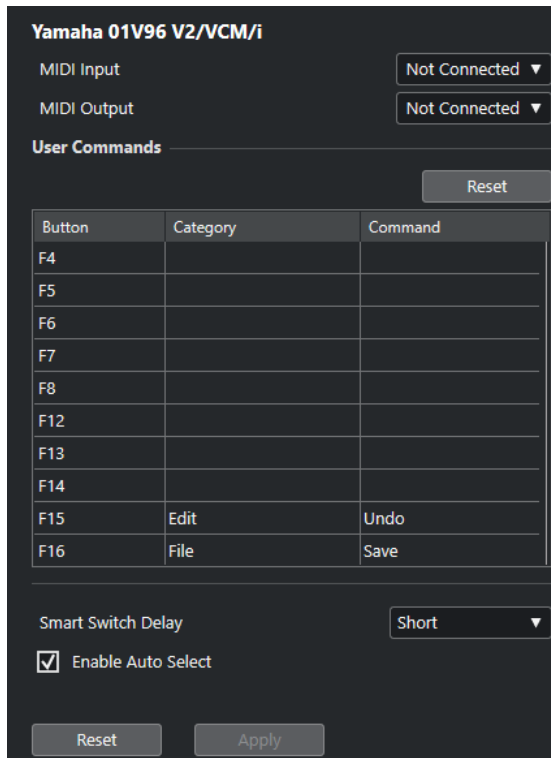 Yamaha 01V96 V2/VCM/i
MIDI Input Not Connected
MIDI Output Not Connected
User Commands
Reset
Button Category Command
F4
F5
F6
F7
F8
F12
F13
F14
F15 Edit Undo
F16 File Save
Smart Switch Delay Short
Enable Auto Select
Reset Apply